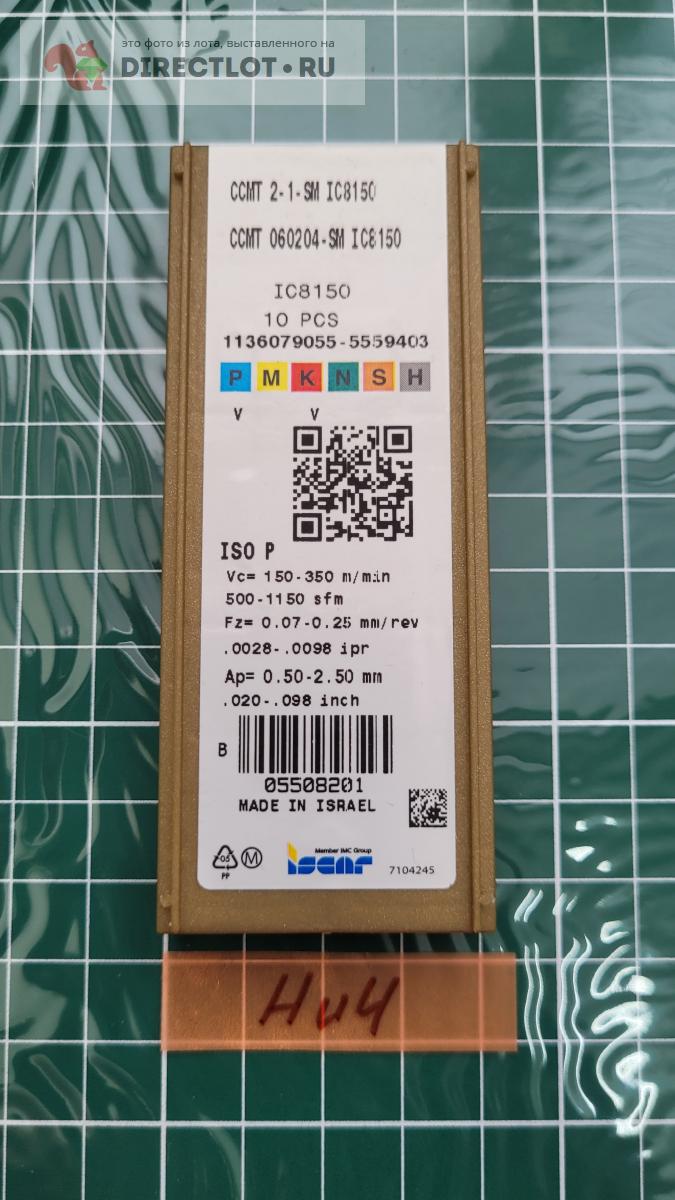 это фото из лота, выставленного на
DIRECTLOT.RU
CCMT 2-1-SM IC8150
CCMT 060204-SM IC8150
IC8150
10 PCS
1136079055-5559403
P M K N S H
V V
ISO P
Vc= 150-350 m/min
500-1150 sfm
Fz= 0.07-0.25 mm/rev
.0028-.0098 ipr
Ap= 0.50-2.50 mm
.020-.098 inch
B
05508201
MADE IN ISRAEL
05 M
PP
Member IMC Group
iscar
7104245
НиЧ